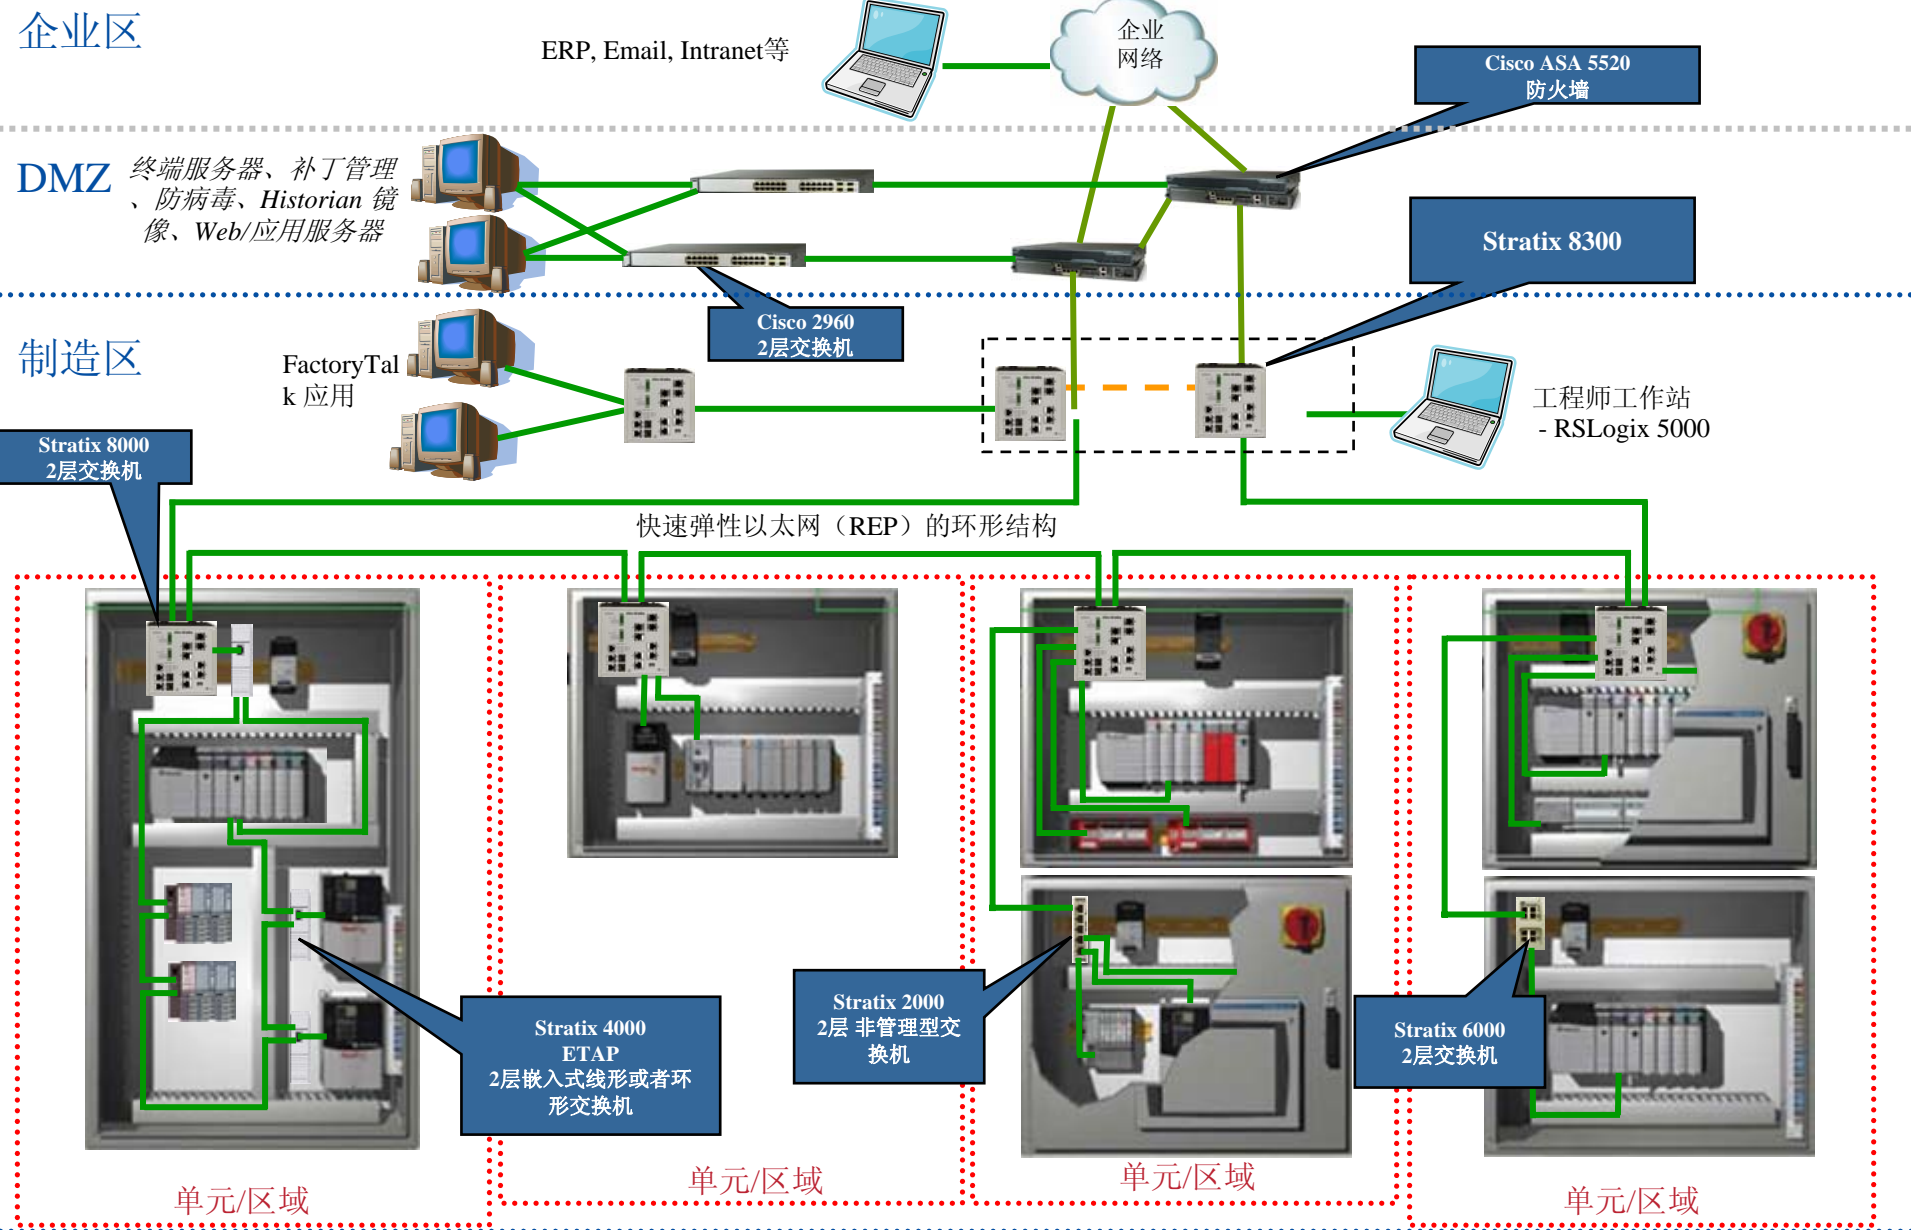 企业区
ERP, Email, Intranet等
企业
网络
Cisco ASA 5520
防火墙
DMZ
终端服务器、补丁管理
、防病毒、Historian 镜
像、Web/应用服务器
Stratix 8300
Cisco 2960
2层交换机
制造区
FactoryTal
k 应用
工程师工作站
- RSLogix 5000
Stratix 8000
2层交换机
快速弹性以太网（REP）的环形结构
Stratix 4000
ETAP
2层嵌入式线形或者环
形交换机
Stratix 2000
2层 非管理型交
换机
Stratix 6000
2层交换机
单元/区域
单元/区域
单元/区域
单元/区域